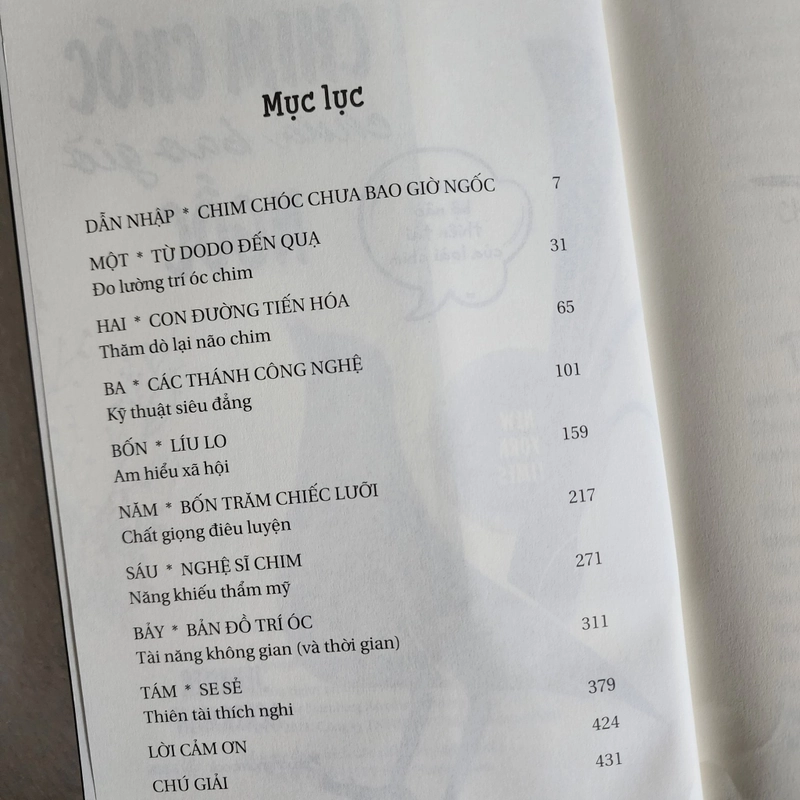 Mục lục
DẪN NHẬP * CHIM CHÓC CHƯA BAO GIỜ NGỐC 7
MỘT * TỪ DODO ĐẾN QUẠ 31
Đo lường trí óc chim
HAI * CON ĐƯỜNG TIẾN HÓA 65
Thăm dò lại não chim
BA * CÁC THÁNH CÔNG NGHỆ 101
Kỹ thuật siêu đẳng
BỐN * LÍU LO 159
Am hiểu xã hội
NĂM * BỐN TRĂM CHIẾC LƯỠI 217
Chất giọng điêu luyện
SÁU * NGHỆ SĨ CHIM 271
Năng khiếu thẩm mỹ
BẢY * BẢN ĐỒ TRÍ ÓC 311
Tài năng không gian (và thời gian)
TÁM * SE SẺ 379
Thiên tài thích nghi
LỜI CẢM ƠN 424
CHÚ GIẢI 431